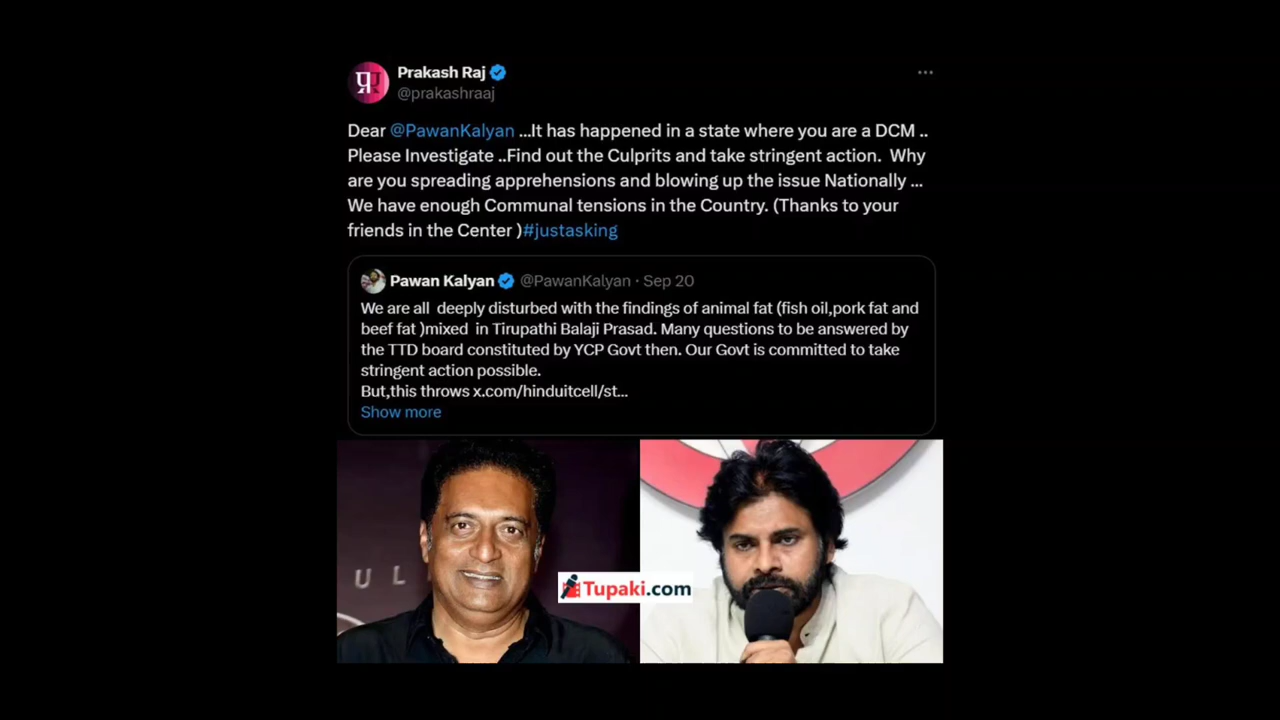 Prakash Raj
@prakashraaj
Dear @PawanKalyan ...It has happened in a state where you are a DCM ..
Please Investigate ..Find out the Culprits and take stringent action.  Why
are you spreading apprehensions and blowing up the issue Nationally ...
We have enough Communal tensions in the Country. (Thanks to your
friends in the Center )#justasking
Pawan Kalyan @PawanKalyan · Sep 20
We are all  deeply disturbed with the findings of animal fat (fish oil,pork fat and
beef fat )mixed  in Tirupathi Balaji Prasad. Many questions to be answered by
the TTD board constituted by YCP Govt then. Our Govt is committed to take
stringent action possible.
But,this throws x.com/hinduitcell/st...
Show more
UL
Tupaki.com